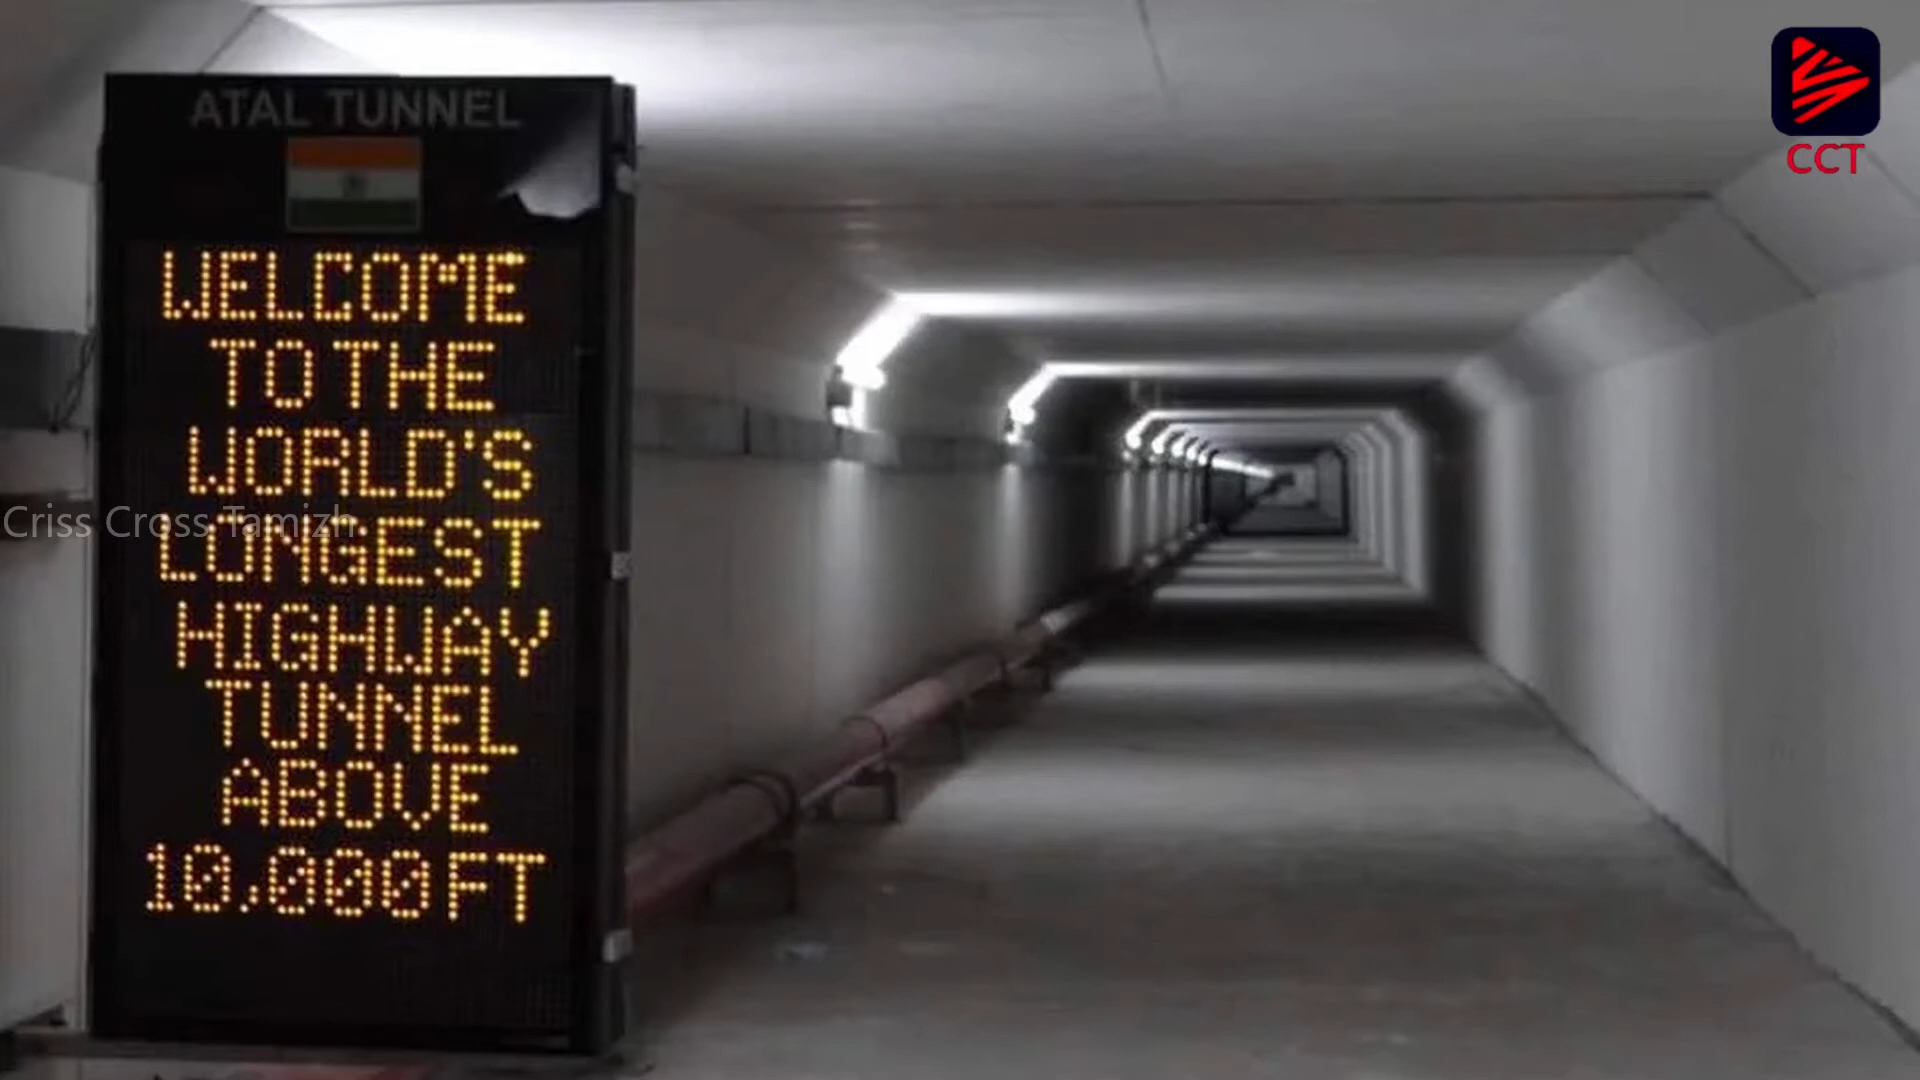 ATAL TUNNEL
WELCOME
TO THE
WORLD'S
LONGEST
HIGHWAY
TUNNEL
ABOVE
10,000 FT
Criss Cross Tamizh
CCT